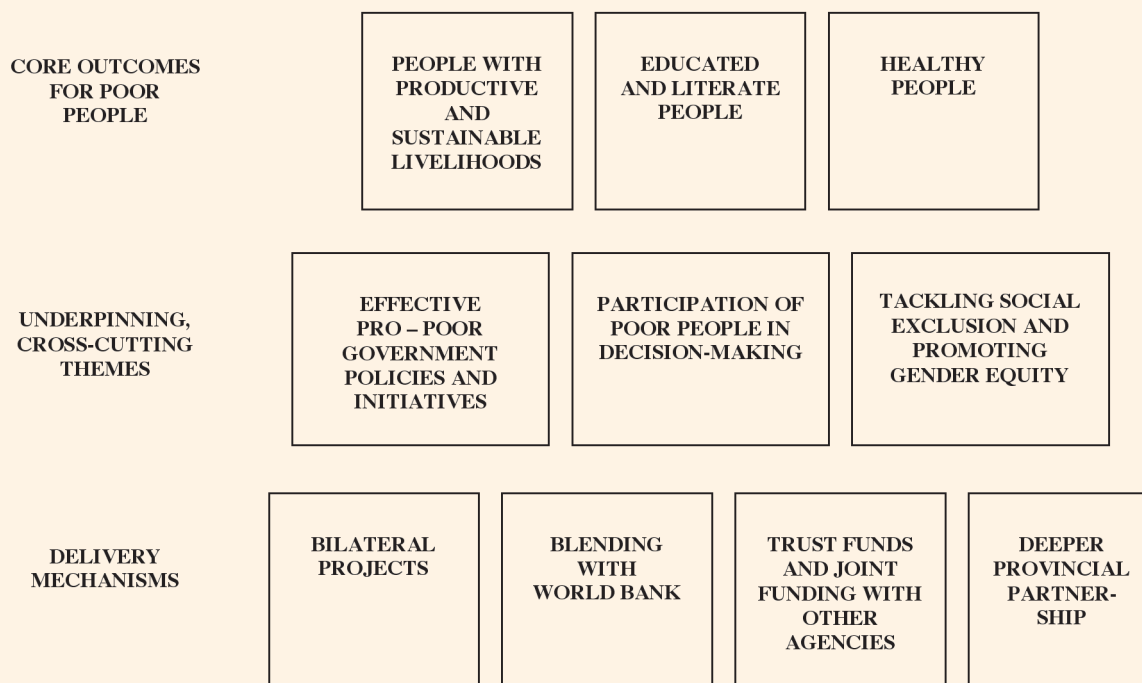 CORE OUTCOMES
FOR POOR
PEOPLE
PEOPLE WITH
PRODUCTIVE
AND
SUSTAINABLE
LIVELIHOODS
EDUCATED
AND LITERATE
PEOPLE
HEALTHY
PEOPLE
UNDERPINNING,
CROSS-CUTTING
THEMES
EFFECTIVE
PRO – POOR
GOVERNMENT
POLICIES AND
INITIATIVES
PARTICIPATION OF
POOR PEOPLE IN
DECISION-MAKING
TACKLING SOCIAL
EXCLUSION AND
PROMOTING
GENDER EQUITY
DELIVERY
MECHANISMS
BILATERAL
PROJECTS
BLENDING
WITH
WORLD BANK
TRUST FUNDS
AND JOINT
FUNDING WITH
OTHER
AGENCIES
DEEPER
PROVINCIAL
PARTNER-
SHIP